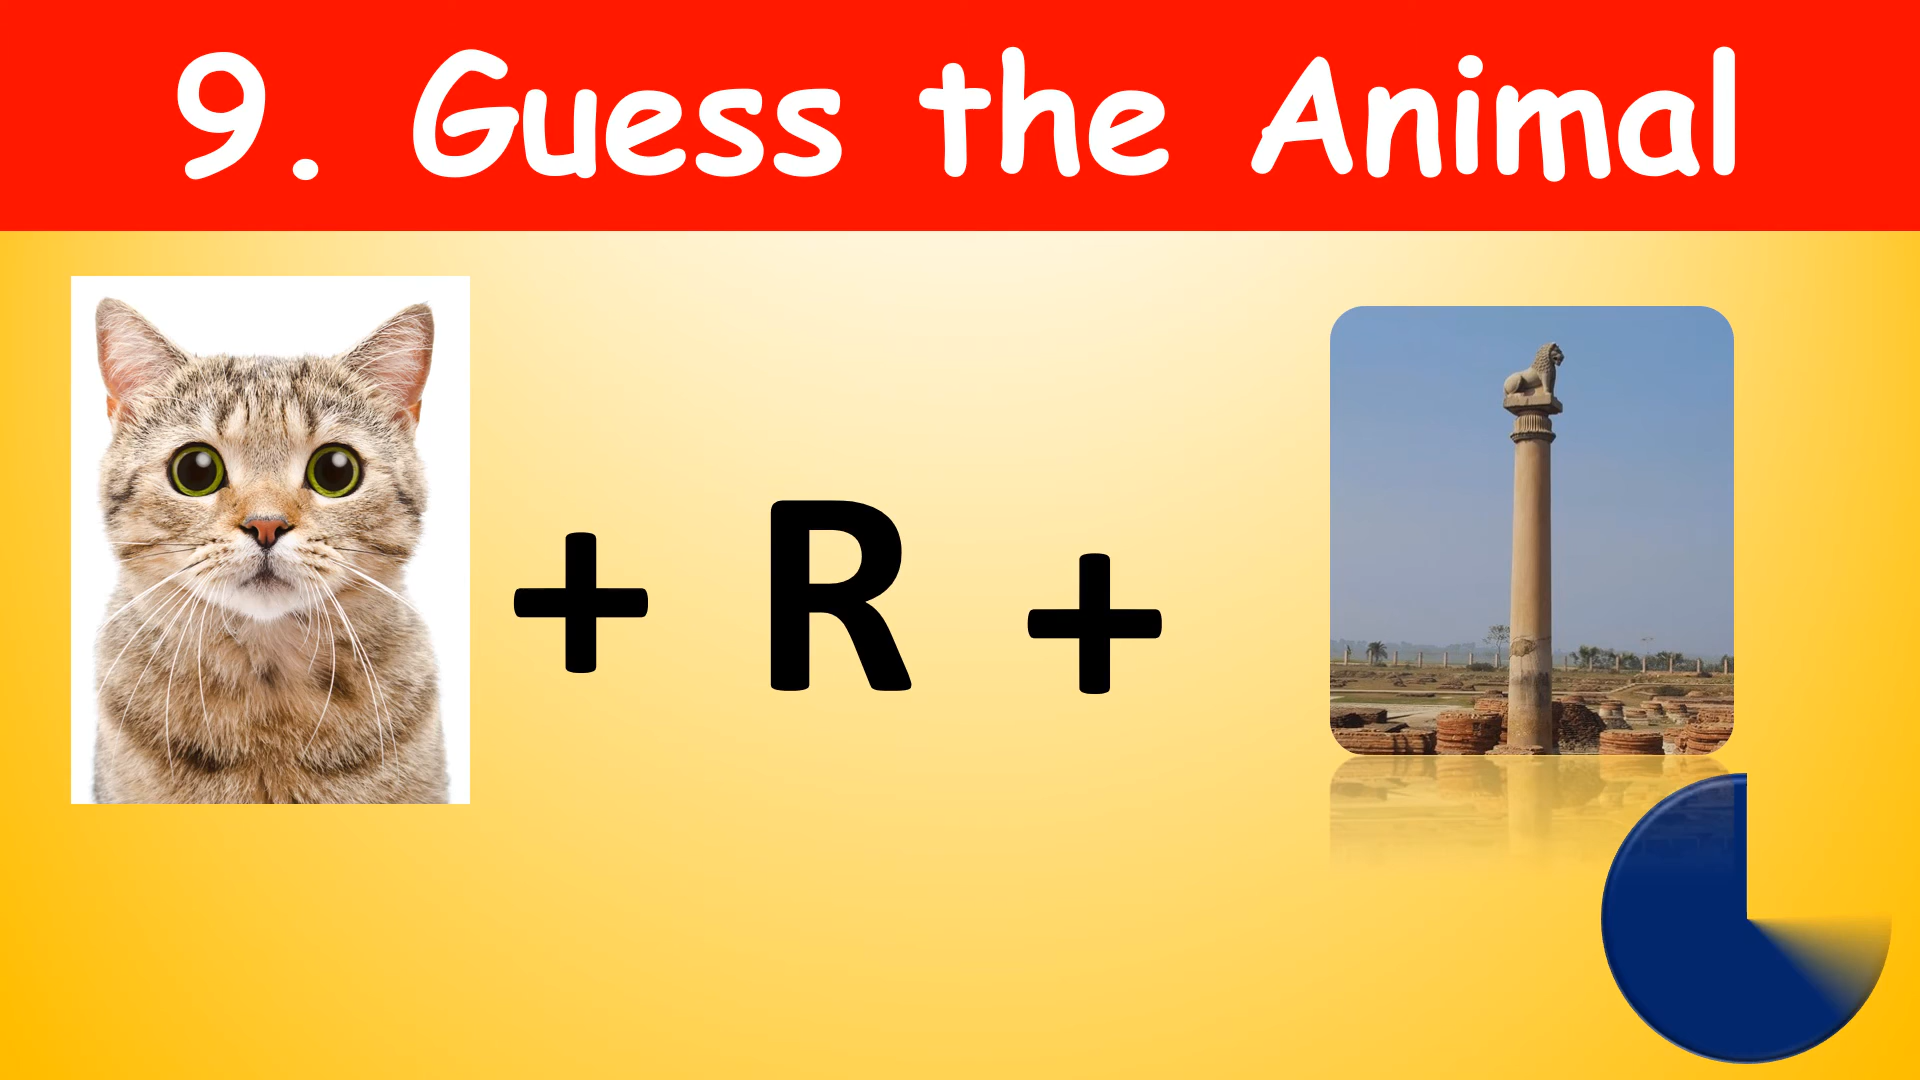 9. Guess the Animal
+ R +